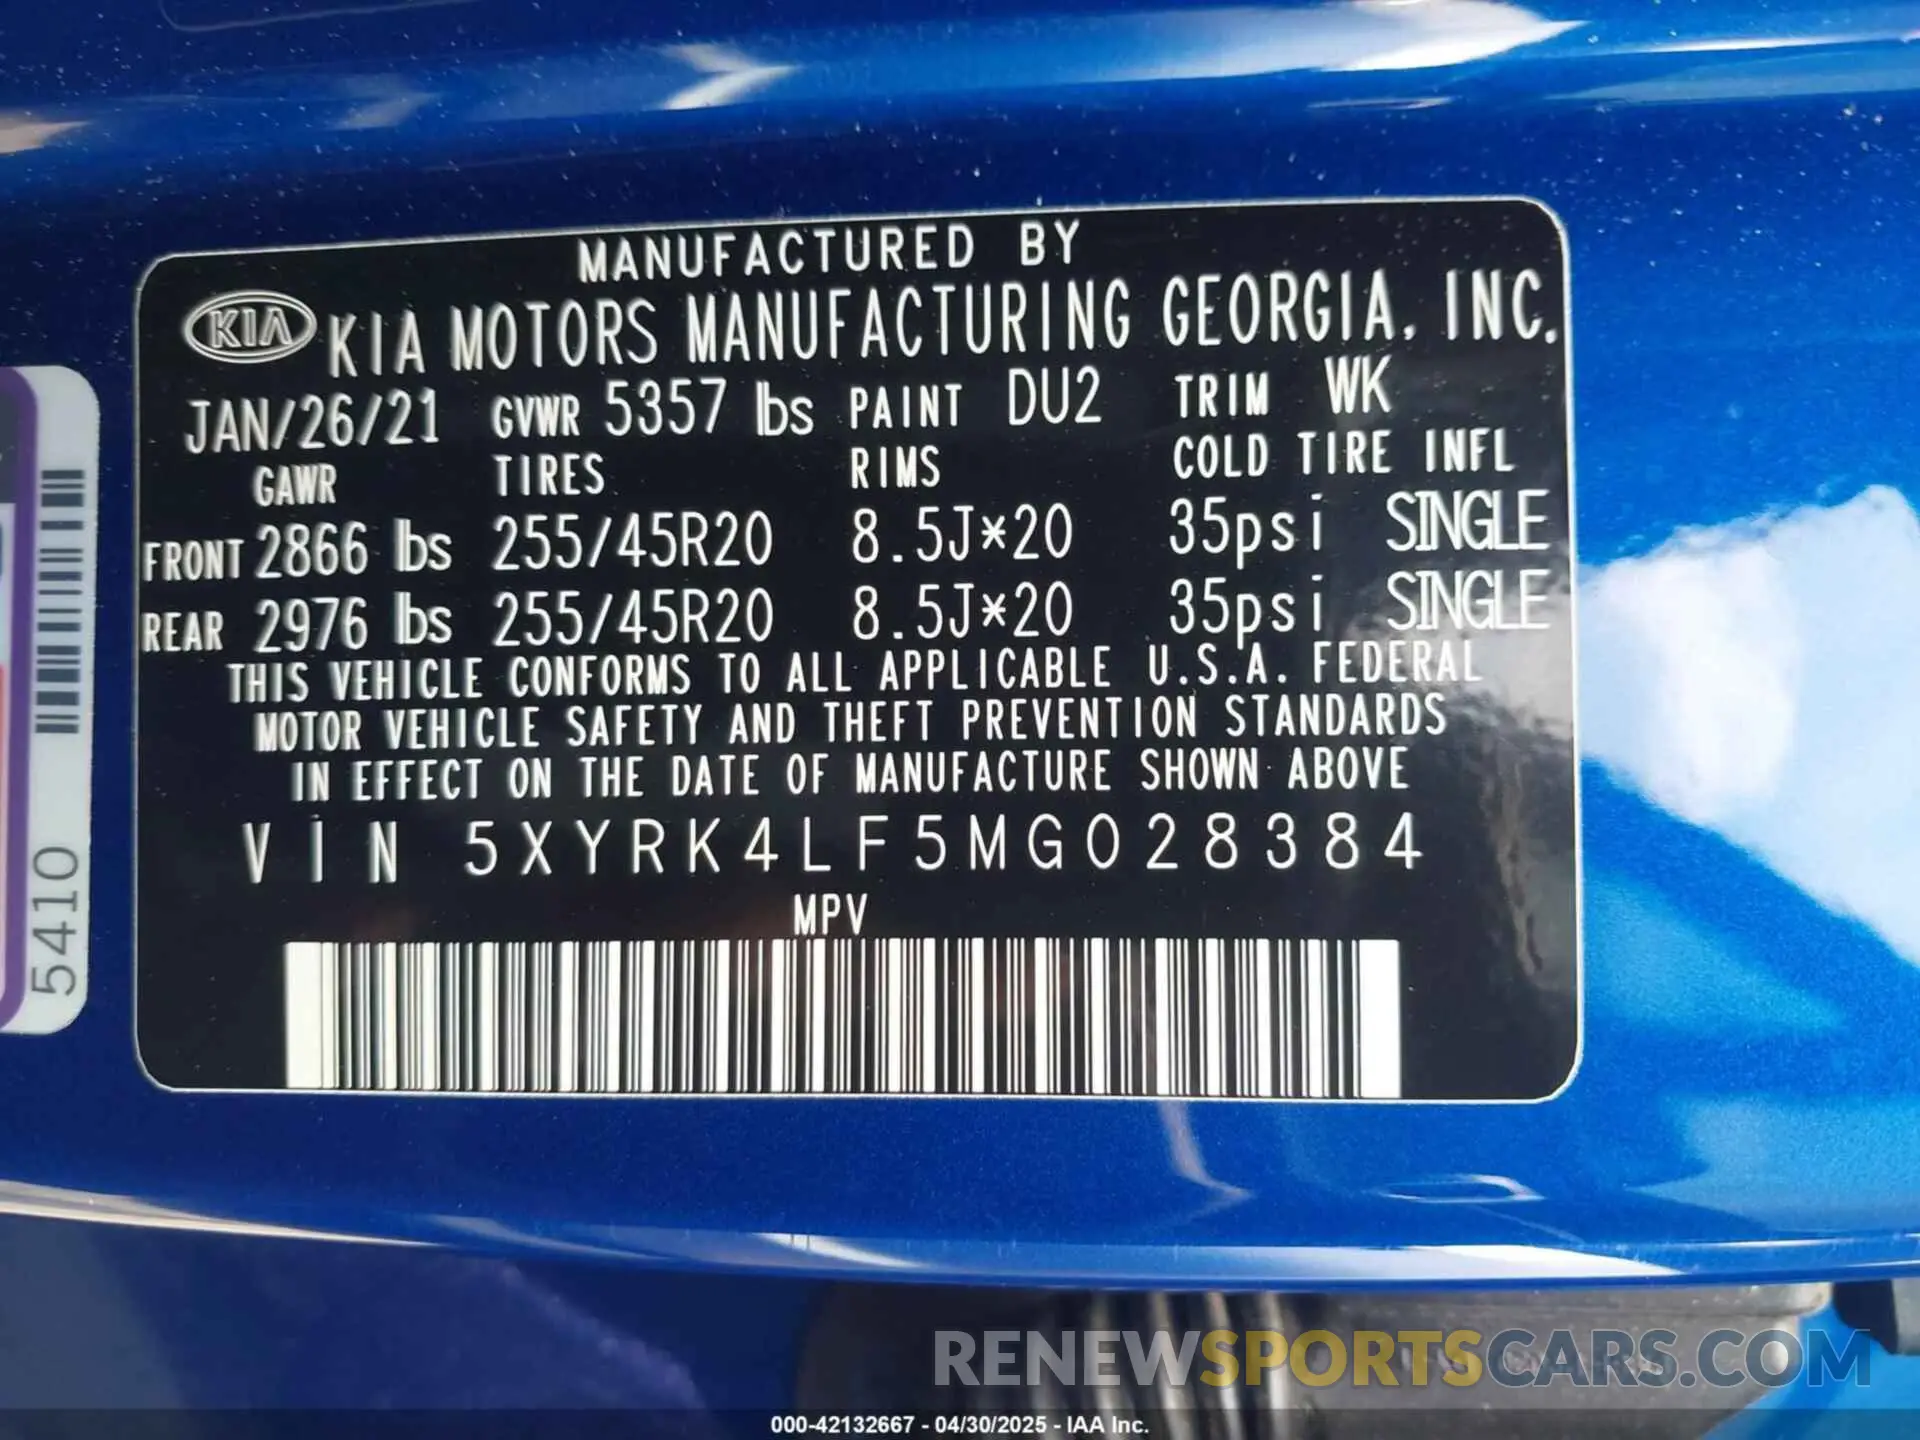 MANUFACTURED BY
KIA KIA MOTORS MANUFACTURING GEORGIA, INC.
JAN/26/21 GVWR 5357 lbs PAINT DU2 TRIM WK
GAWR TIRES RIMS COLD TIRE INFL
FRONT 2866 lbs 255/45R20 8.5J*20 35psi SINGLE
REAR 2976 lbs 255/45R20 8.5J*20 35psi SINGLE
THIS VEHICLE CONFORMS TO ALL APPLICABLE U.S.A. FEDERAL
MOTOR VEHICLE SAFETY AND THEFT PREVENTION STANDARDS
IN EFFECT ON THE DATE OF MANUFACTURE SHOWN ABOVE
VIN 5XYRK4LF5MG028384
MPV
5410
RENEWSPORTSCARS.COM
000-42132667 - 04/30/2025 - IAA Inc.